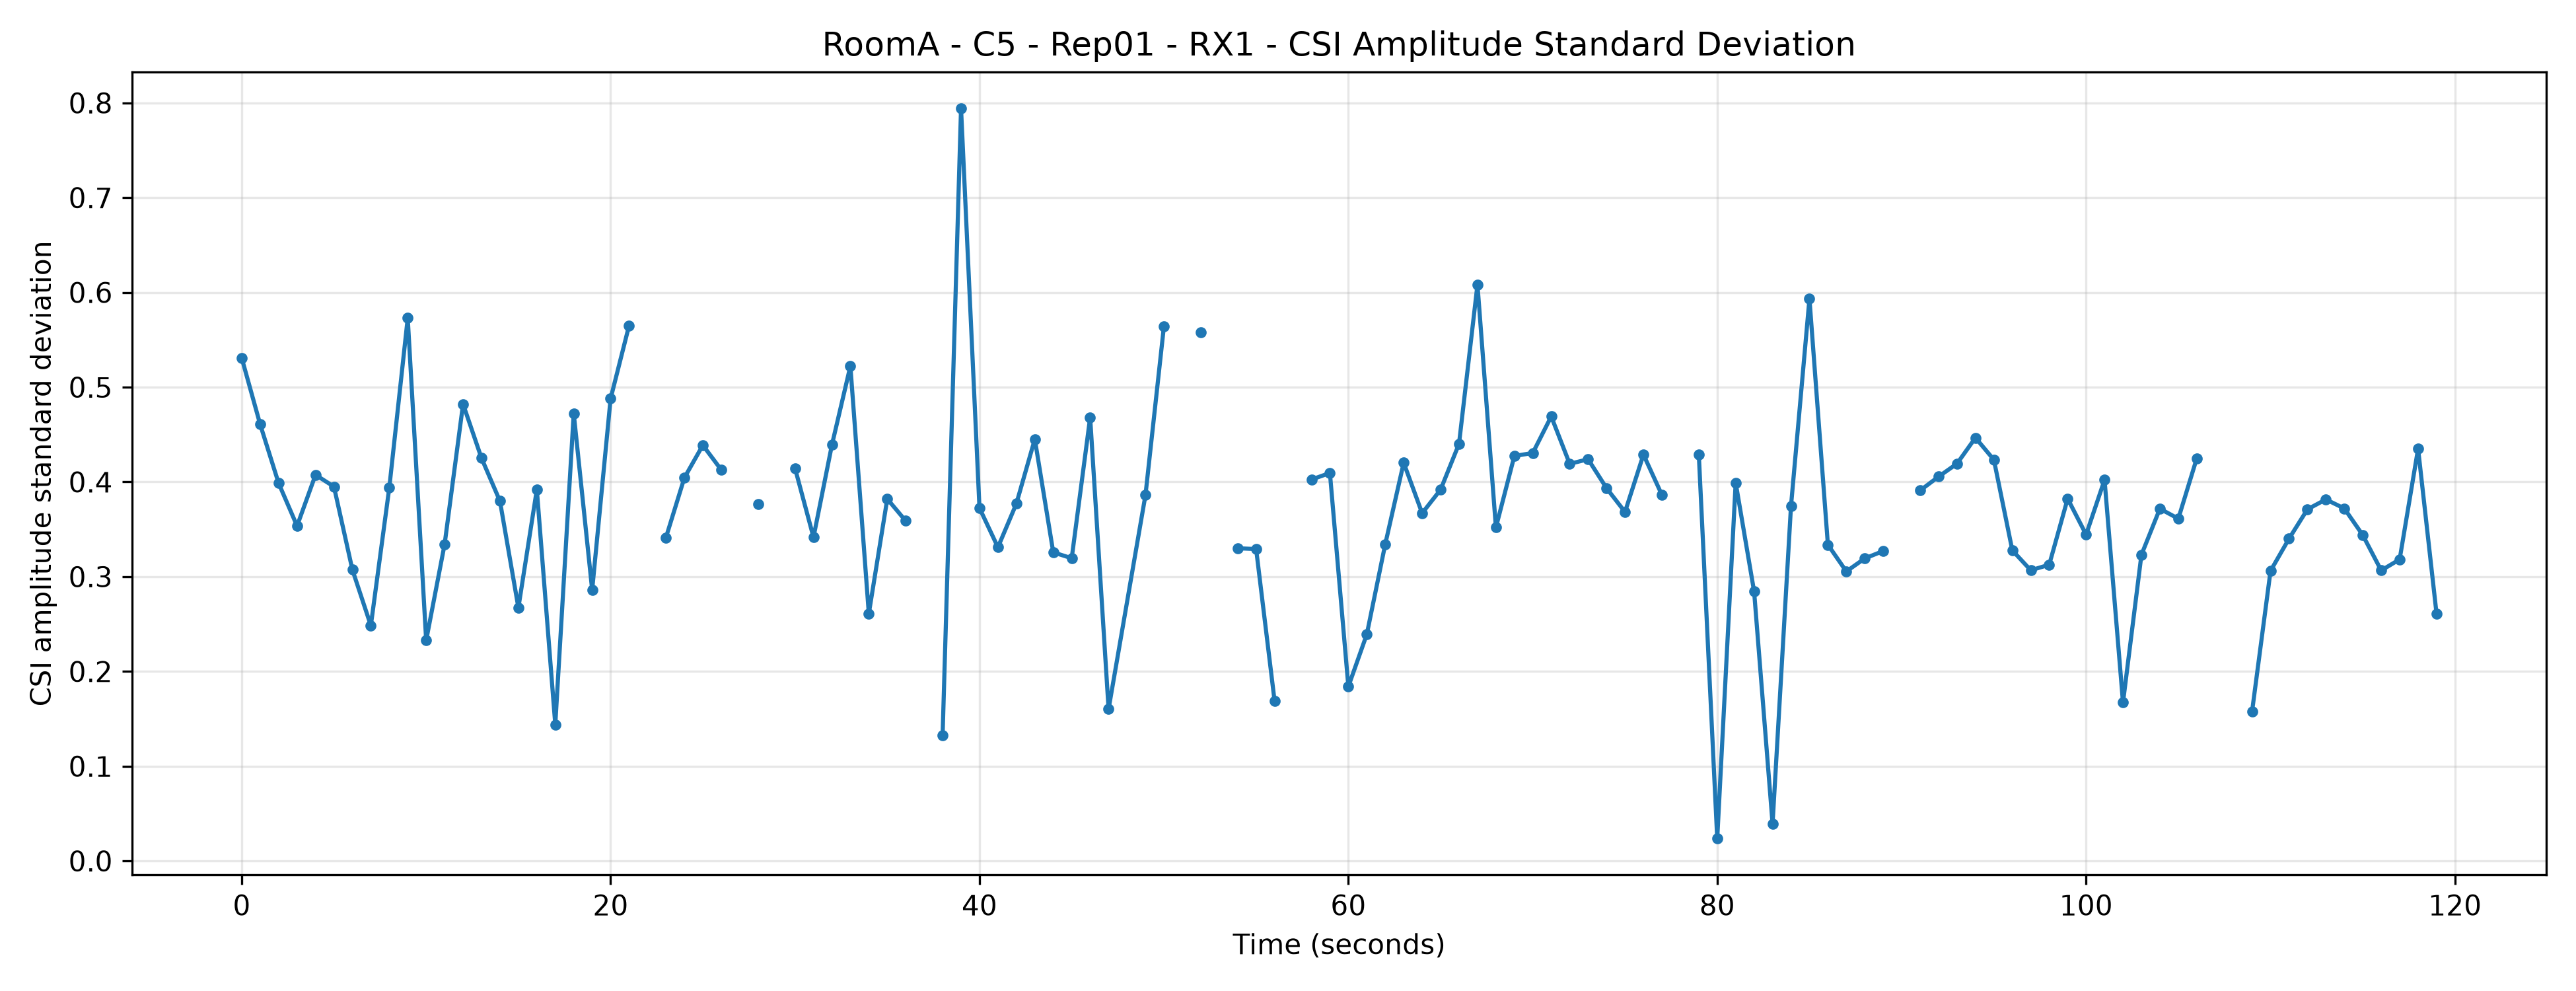 RoomA - C5 - Rep01 - RX1 - CSI Amplitude Standard Deviation
CSI amplitude standard deviation
0.8
0.7
0.6
0.5
0.4
0.3
0.2
0.1
0.0
0 20 40 60 80 100 120
Time (seconds)